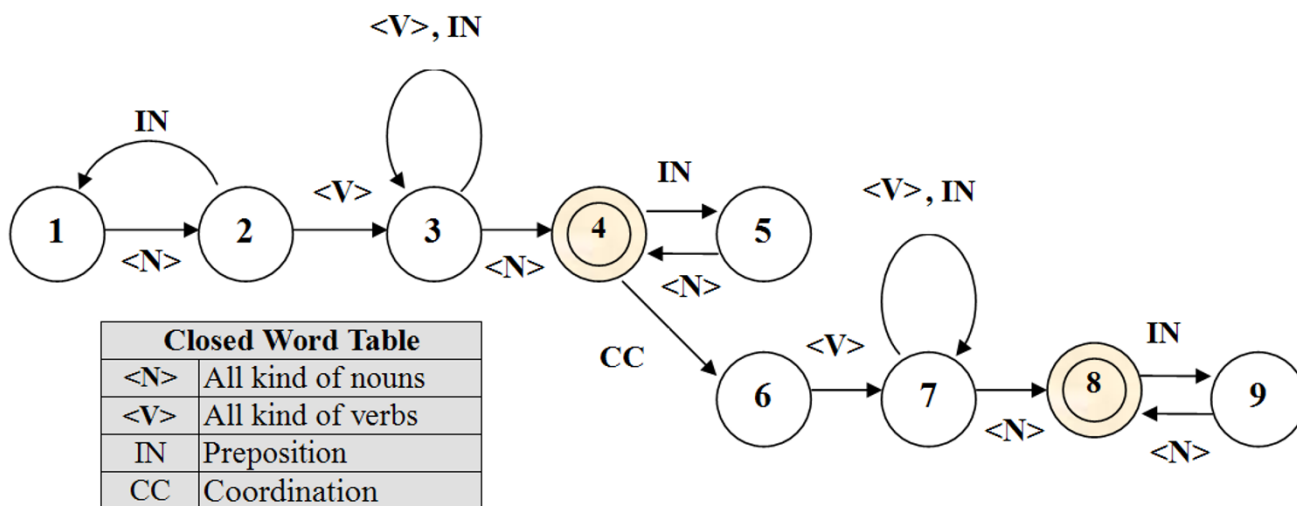 <V>, IN
IN
<V>
IN
<V>, IN
1
2
3
4
5
<N>
<N>
<N>
Closed Word Table
<N> All kind of nouns
<V> All kind of verbs
IN Preposition
CC Coordination
CC
<V>
IN
6
7
8
9
<N>
<N>